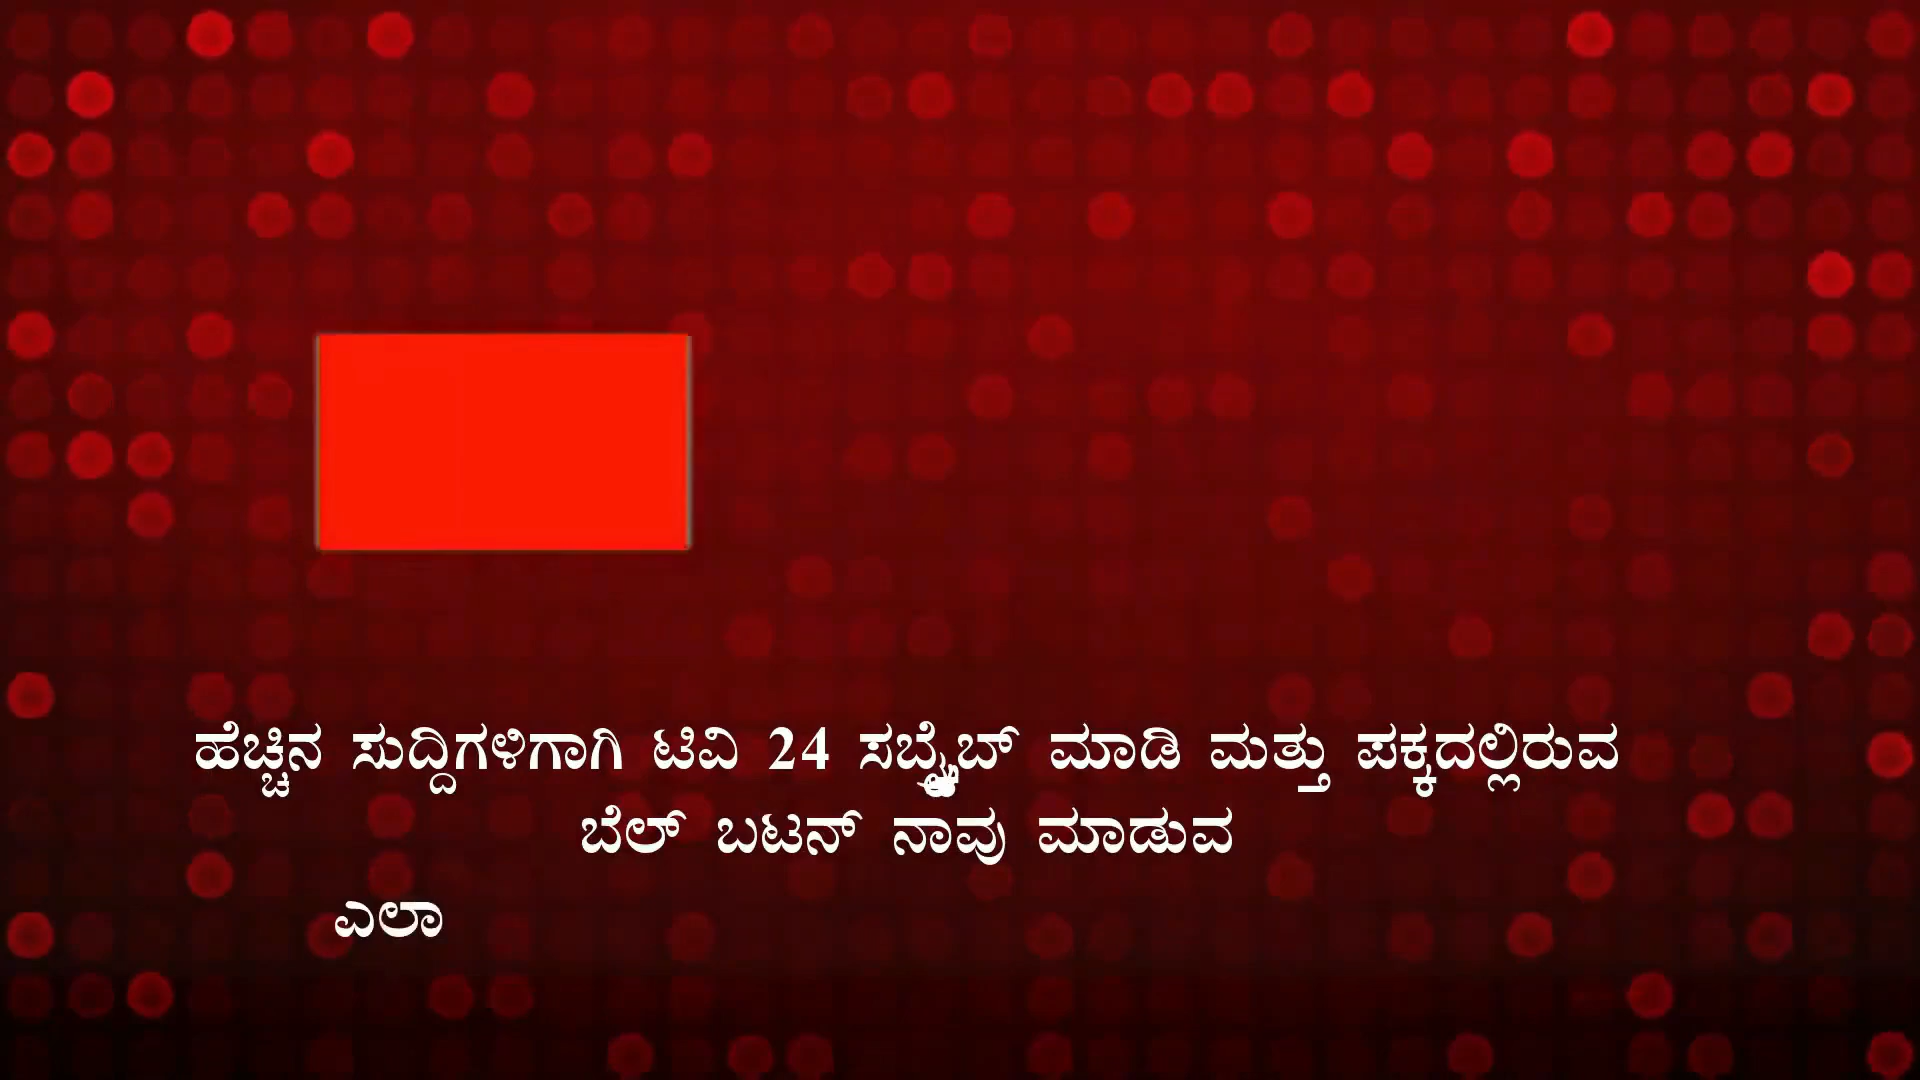 ಹೆಚ್ಚಿನ ಸುದ್ದಿಗಳಿಗಾಗಿ ಟಿವಿ 24 ಸಬ್ಸ್ಕ್ರೈಬ್ ಮಾಡಿ ಮತ್ತು ಪಕ್ಕದಲ್ಲಿರುವ
ಬೆಲ್ ಬಟನ್ ನಾವು ಮಾಡುವ
ಎಲಾ